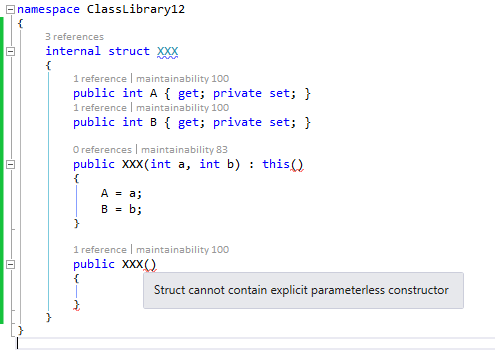 namespace ClassLibrary12
{
3 references
internal struct XXX
{
1 reference | maintainability 100
public int A { get; private set; }
1 reference | maintainability 100
public int B { get; private set; }
0 references | maintainability 83
public XXX(int a, int b) : this()
{
A = a;
B = b;
}
1 reference | maintainability 100
public XXX()
{
Struct cannot contain explicit parameterless constructor
}
}
}